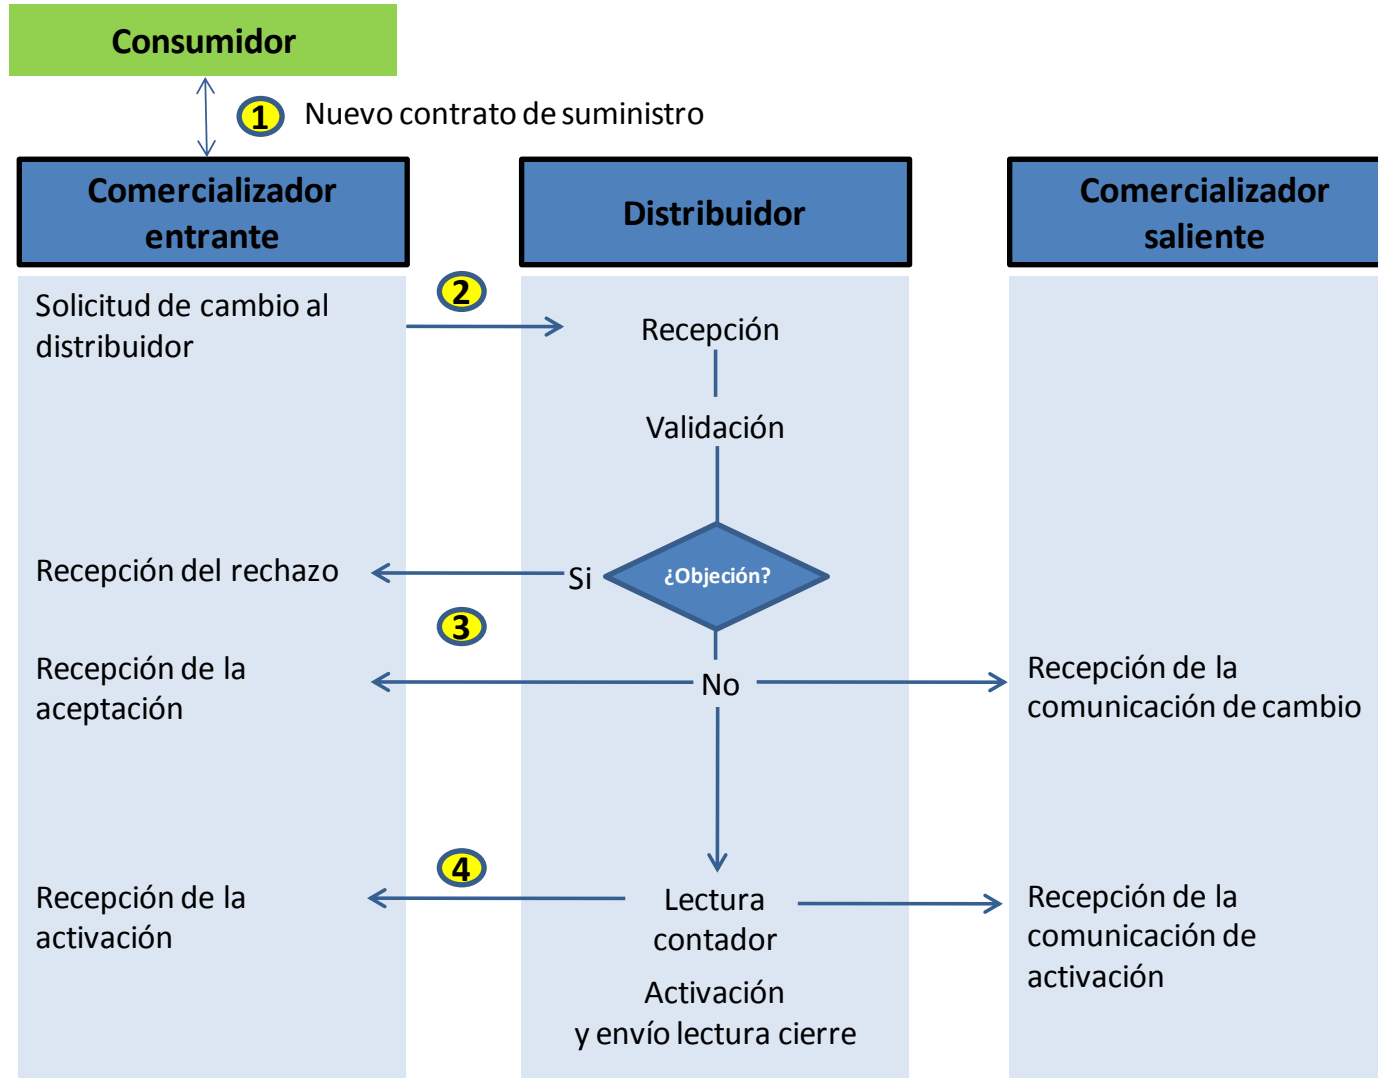 Consumidor
1 Nuevo contrato de suministro
Comercializador
entrante
Distribuidor
Comercializador
saliente
2
Solicitud de cambio al
distribuidor
Recepción
Validación
¿Objeción?
Si
Recepción del rechazo
3
Recepción de la
aceptación
No
Recepción de la
comunicación de cambio
4
Recepción de la
activación
Lectura
contador
Activación
y envío lectura cierre
Recepción de la
comunicación de
activación